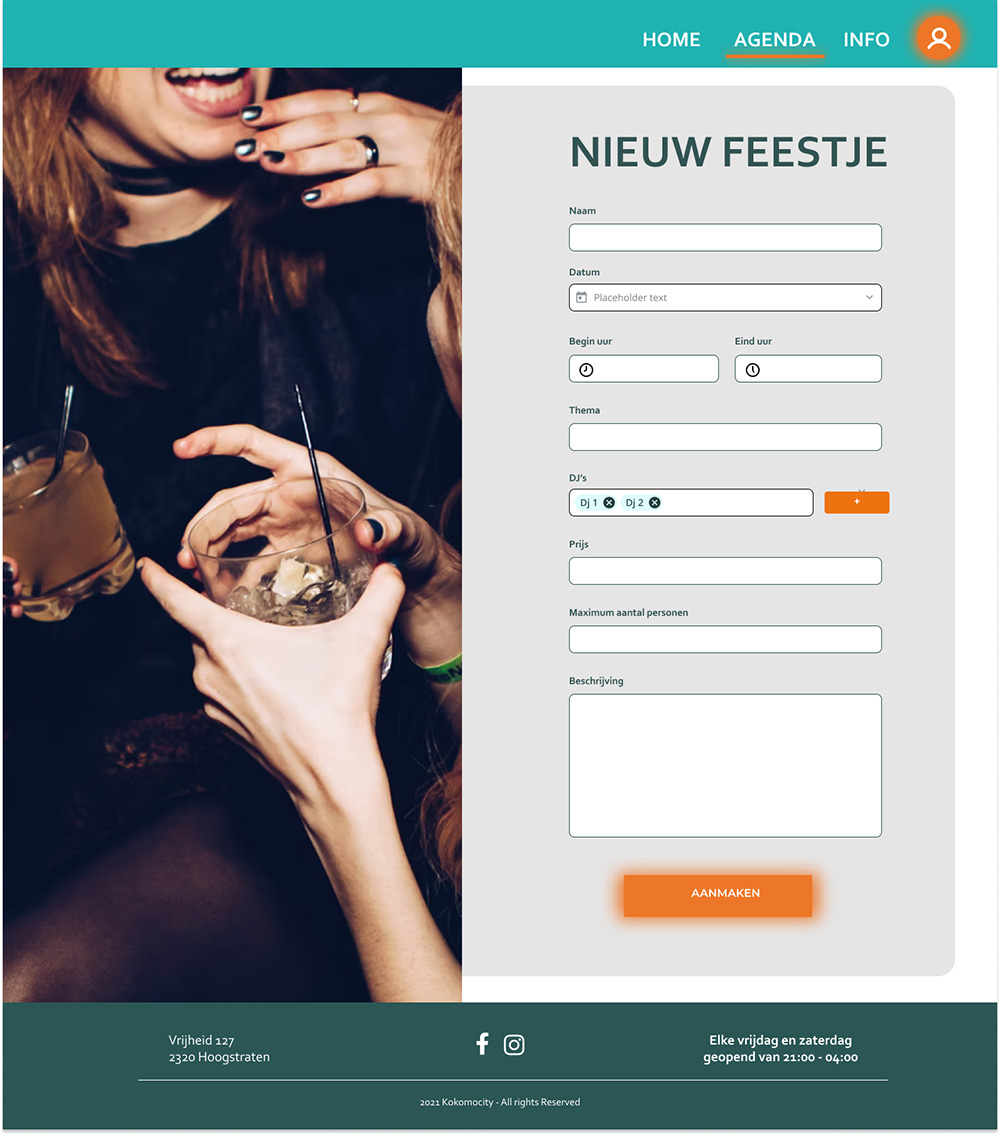 HOME AGENDA INFO
NIEUW FEESTJE
Naam
Datum
Placeholder text
Begin uur Eind uur
Thema
DJ's
Dj 1 Dj 2 +
Prijs
Maximum aantal personen
Beschrijving
AANMAKEN
Vrijheid 127
2320 Hoogstraten
Elke vrijdag en zaterdag
geopend van 21:00 - 04:00
2021 Kokomocity - All rights Reserved